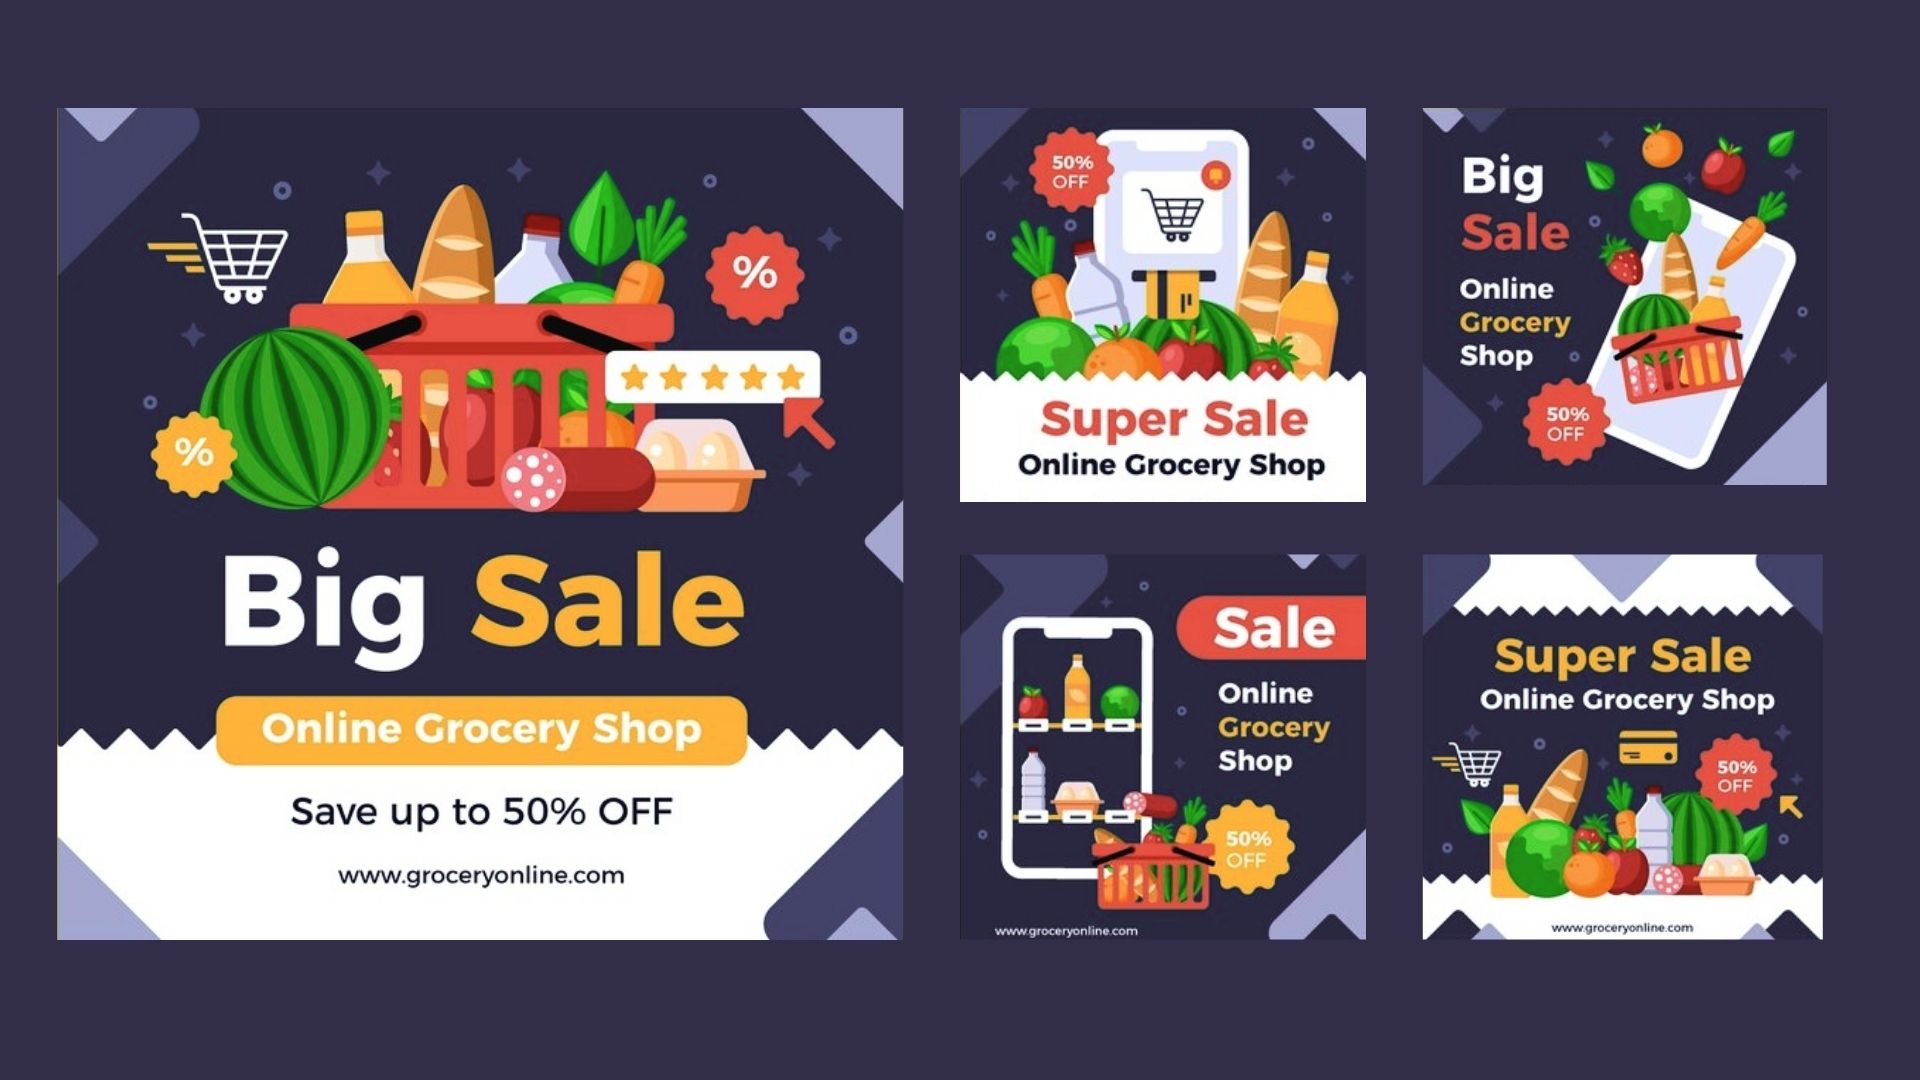 %
%
Big Sale
Online Grocery Shop
Save up to 50% OFF
www.groceryonline.com
50%
OFF
Super Sale
Online Grocery Shop
Big
Sale
Online
Grocery
Shop
50%
OFF
Sale
Online
Grocery
Shop
50%
OFF
www.groceryonline.com
Super Sale
Online Grocery Shop
50%
OFF
www.groceryonline.com